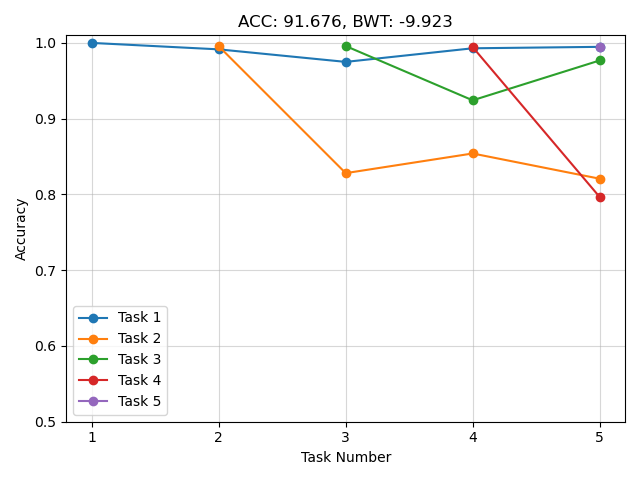 ACC: 91.676, BWT: -9.923
1.0
0.9
0.8
0.7
0.6
0.5
Accuracy
Task 1
Task 2
Task 3
Task 4
Task 5
1 2 3 4 5
Task Number